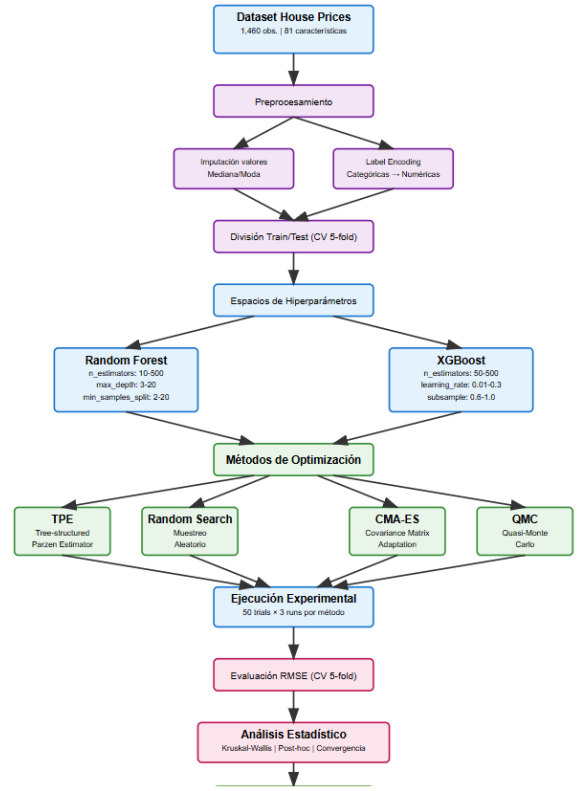 Dataset House Prices
1,460 obs. | 81 características
Preprocesamiento
Imputación valores
Mediana/Moda
Label Encoding
Categóricas → Numéricas
División Train/Test (CV 5-fold)
Espacios de Hiperparámetros
Random Forest
n_estimators: 10-500
max_depth: 3-20
min_samples_split: 2-20
XGBoost
n_estimators: 50-500
learning_rate: 0.01-0.3
subsample: 0.6-1.0
Métodos de Optimización
TPE
Tree-structured
Parzen Estimator
Random Search
Muestreo
Aleatorio
CMA-ES
Covariance Matrix
Adaptation
QMC
Quasi-Monte
Carlo
Ejecución Experimental
50 trials × 3 runs por método
Evaluación RMSE (CV 5-fold)
Análisis Estadístico
Kruskal-Wallis | Post-hoc | Convergencia